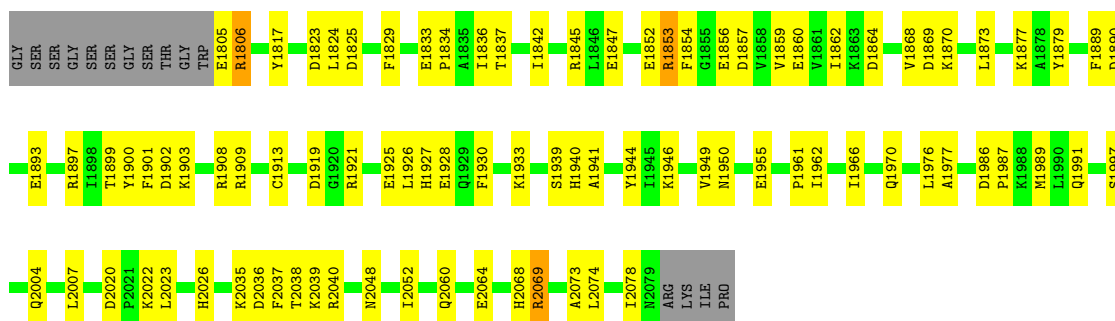 GLY SER SER GLY SER SER GLY SER THR GLY TRP E1805 R1806 Y1817 D1823 L1824 D1825 F1829 E1833 P1834 A1835 I1836 T1837 I1842 R1845 L1846 E1847 E1852 R1853 F1854 G1855 E1856 D1857 V1858 V1859 E1860 V1861 I1862 K1863 D1864 V1868 D1869 K1870 L1873 K1877 A1878 Y1879 F1889 D1890
E1893 R1897 I1898 T1899 Y1900 F1901 D1902 K1903 R1908 R1909 C1913 D1919 G1920 R1921 E1925 L1926 H1927 E1928 Q1929 F1930 K1933 S1939 H1940 A1941 Y1944 I1945 K1946 V1949 N1950 E1955 P1961 I1962 I1966 Q1970 L1976 A1977 D1986 P1987 K1988 M1989 L1990 Q1991 S1997
Q2004 L2007 D2020 P2021 K2022 L2023 H2026 K2035 D2036 F2037 T2038 K2039 R2040 N2048 I2052 Q2060 E2064 H2068 R2069 A2073 L2074 I2078 N2079 ARG LYS ILE PRO